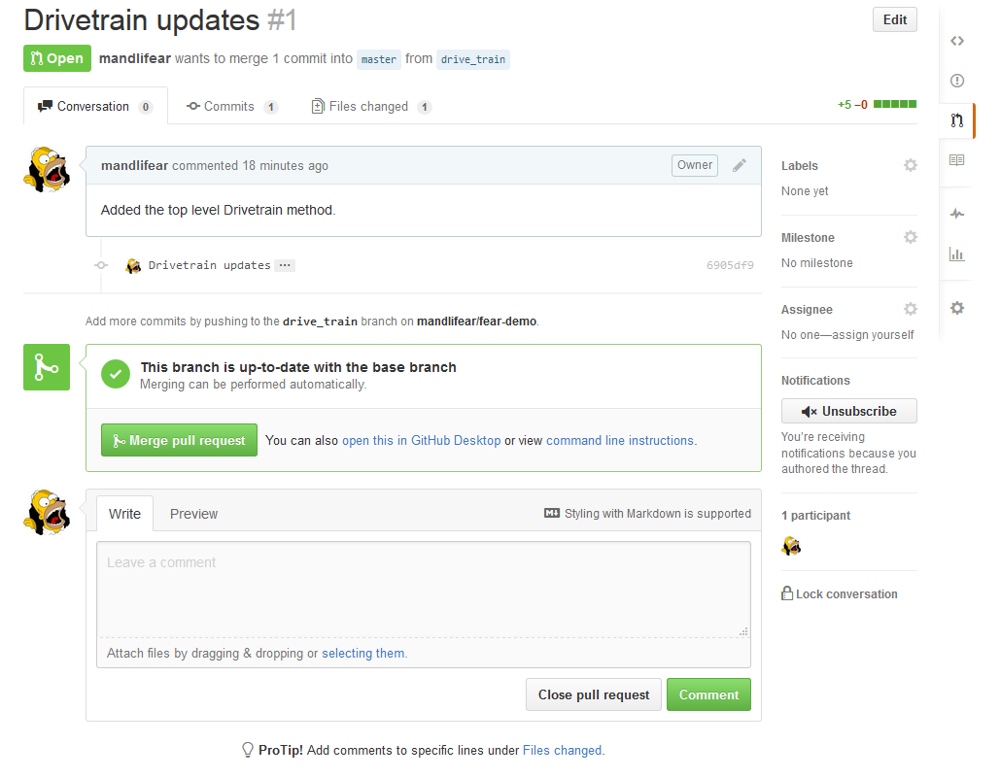 Drivetrain updates #1
Edit
Open mandlifear wants to merge 1 commit into master from drive_train
Conversation 0 Commits 1 Files changed 1 +5 −0
mandlifear commented 18 minutes ago Owner
Added the top level Drivetrain method.
Drivetrain updates ... 6905df9
Add more commits by pushing to the drive_train branch on mandlifear/fear-demo.
This branch is up-to-date with the base branch
Merging can be performed automatically.
Merge pull request You can also open this in GitHub Desktop or view command line instructions.
Write Preview Styling with Markdown is supported
Leave a comment
Attach files by dragging & dropping or selecting them.
Close pull request Comment
ProTip! Add comments to specific lines under Files changed.
Labels
None yet
Milestone
No milestone
Assignee
No one—assign yourself
Notifications
Unsubscribe
You're receiving
notifications because you
authored the thread.
1 participant
Lock conversation